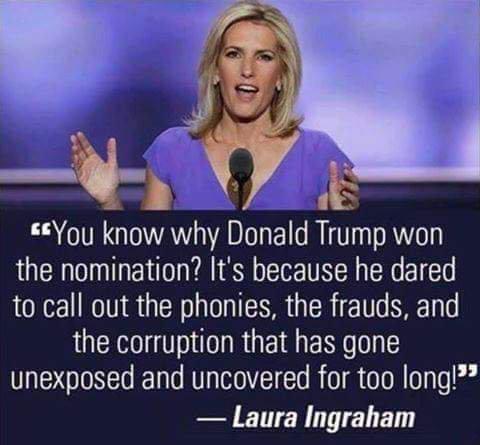 “You know why Donald Trump won
the nomination? It's because he dared
to call out the phonies, the frauds, and
the corruption that has gone
unexposed and uncovered for too long!”
— Laura Ingraham